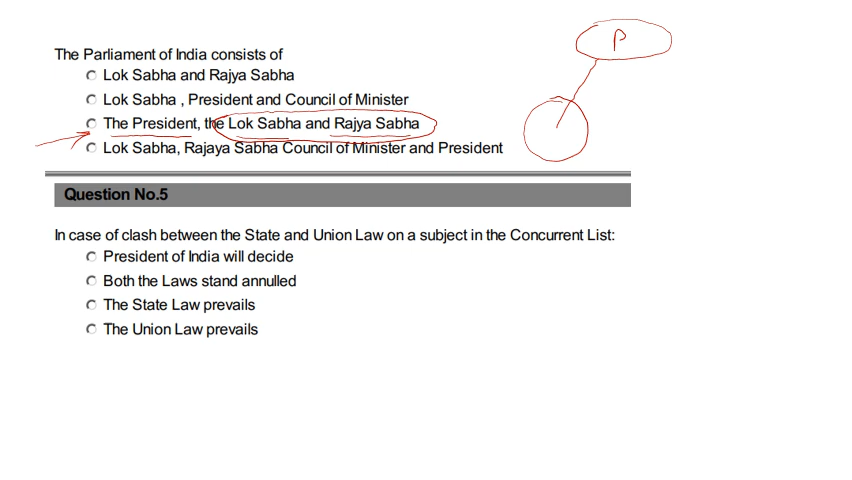 The Parliament of India consists of
Lok Sabha and Rajya Sabha
Lok Sabha , President and Council of Minister
The President, the Lok Sabha and Rajya Sabha
Lok Sabha, Rajaya Sabha Council of Minister and President
P
Question No.5
In case of clash between the State and Union Law on a subject in the Concurrent List:
President of India will decide
Both the Laws stand annulled
The State Law prevails
The Union Law prevails